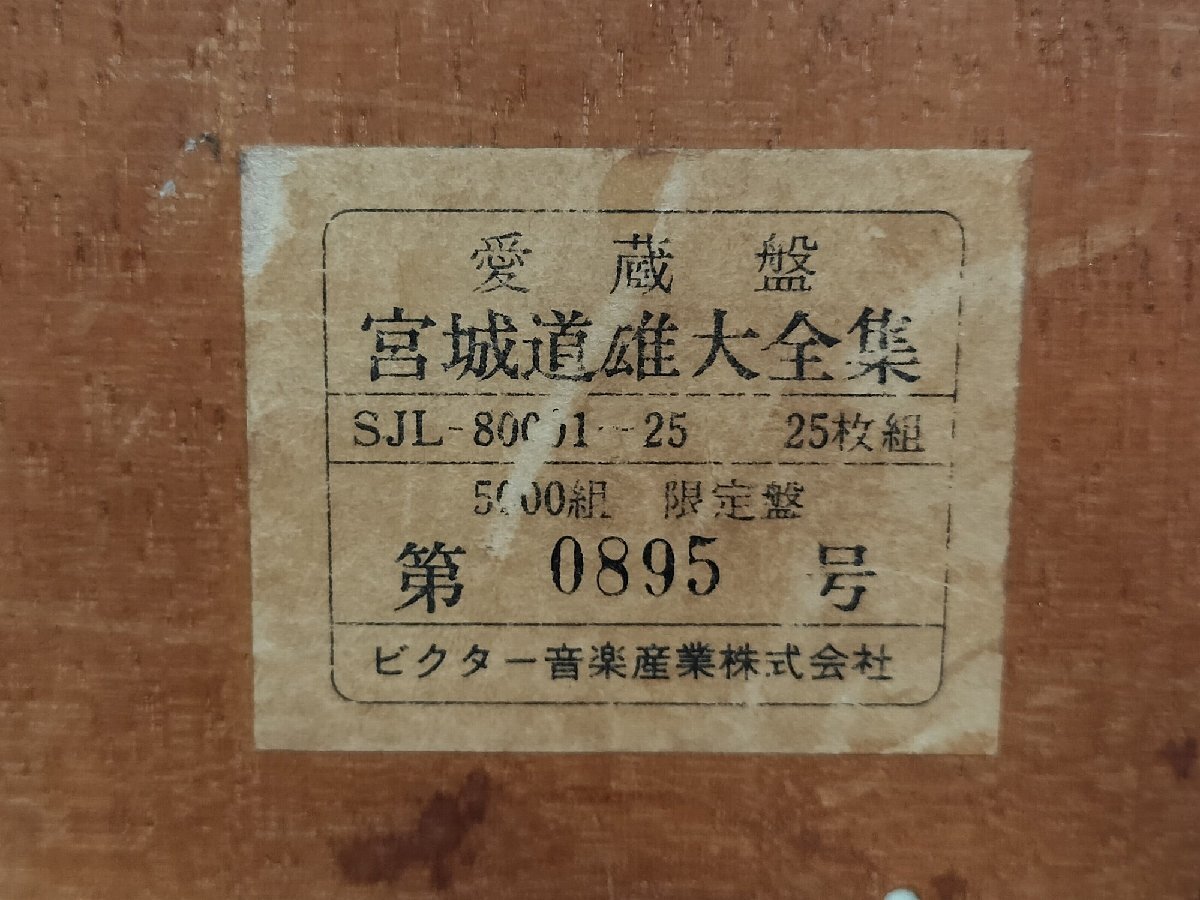 愛蔵盤
宮城道雄大全集
SJL-80001-25 25枚組
5000組 限定盤
第 0895 号
ビクター音楽産業株式会社